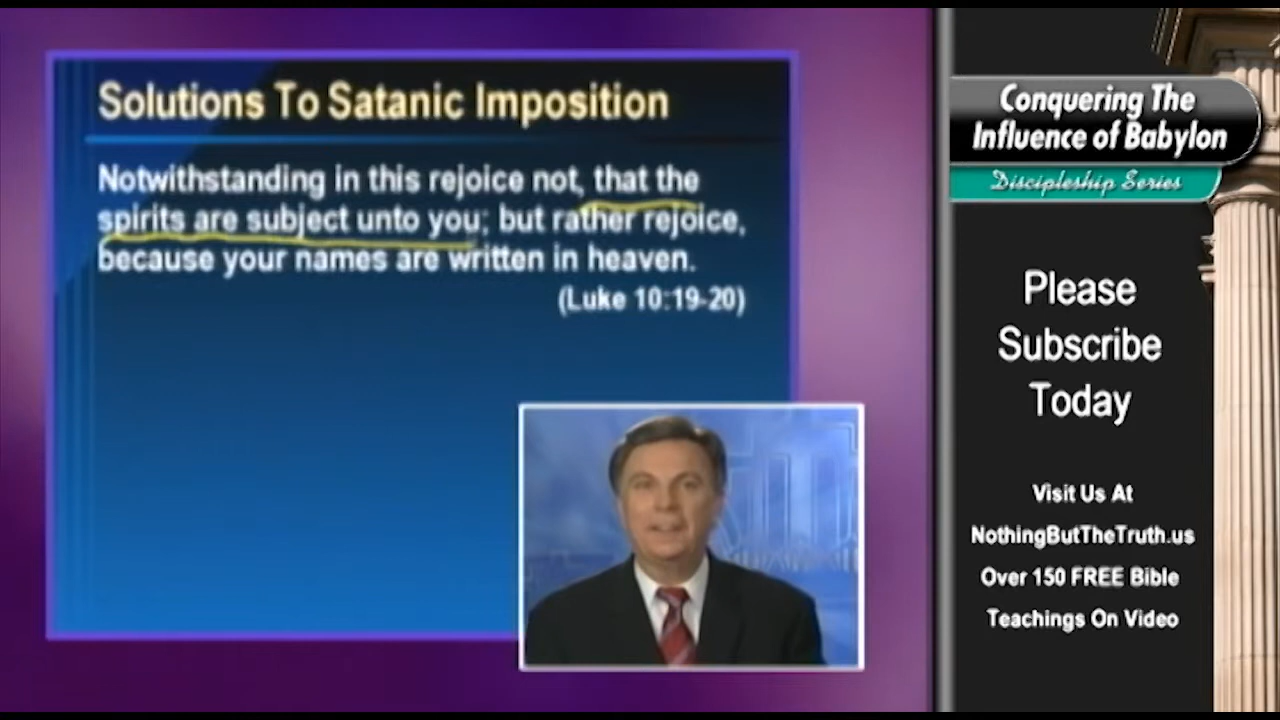 Solutions To Satanic Imposition
Notwithstanding in this rejoice not, that the
spirits are subject unto you; but rather rejoice,
because your names are written in heaven.
(Luke 10:19-20)
Conquering The
Influence of Babylon
Discipleship Series
Please
Subscribe
Today
Visit Us At
NothingButTheTruth.us
Over 150 FREE Bible
Teachings On Video